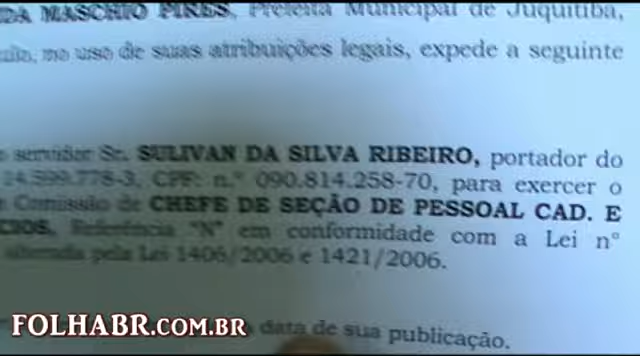 DA MASCHIO PIRES, Prefeita Municipal de Juquitiba,
no uso de suas atribuições legais, expede a seguinte
servidor Sr. SULIVAN DA SILVA RIBEIRO, portador do
14.599.778-3, CPF: n.º 090.814.258-70, para exercer o
Comissão de CHEFE DE SEÇÃO DE PESSOAL CAD. E
Referência "N" em conformidade com a Lei nº
alterada pela Lei 1406/2006 e 1421/2006.
a data de sua publicação.
FOLHABR.COM.BR